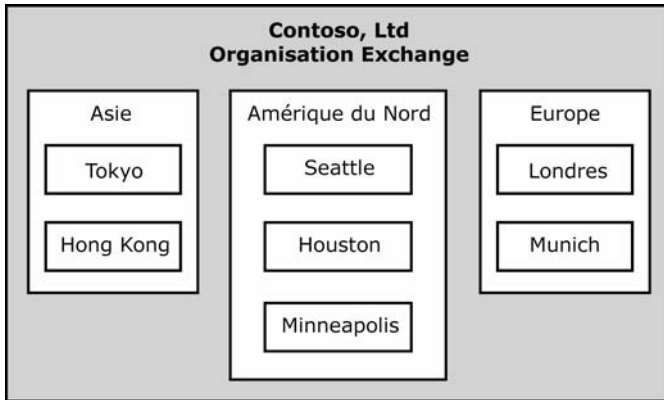 Contoso, Ltd
Organisation Exchange
Asie
Tokyo
Hong Kong
Amérique du Nord
Seattle
Houston
Minneapolis
Europe
Londres
Munich